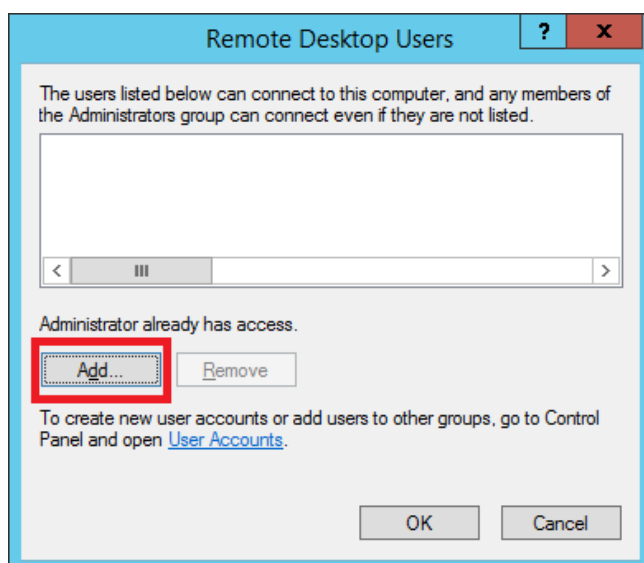 Remote Desktop Users
?
x
The users listed below can connect to this computer, and any members of
the Administrators group can connect even if they are not listed.
Administrator already has access.
Add...
Remove
To create new user accounts or add users to other groups, go to Control
Panel and open User Accounts.
OK
Cancel